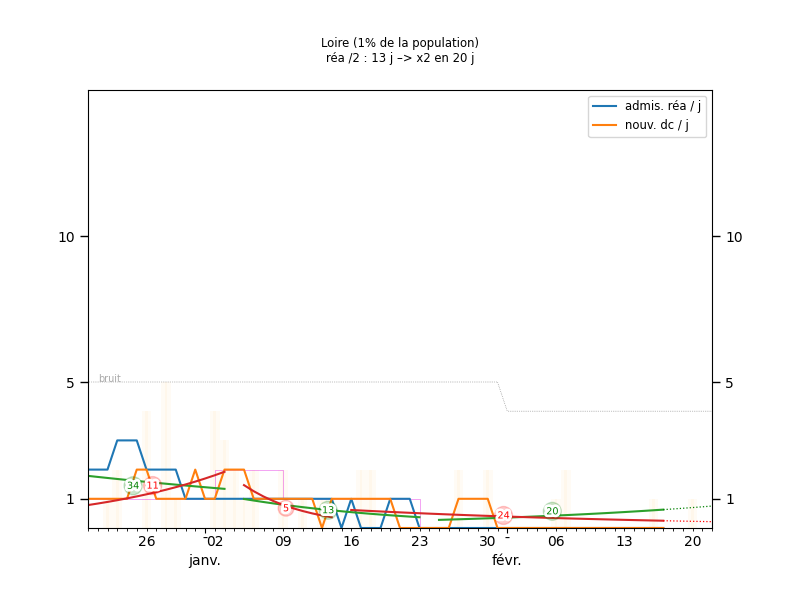 Loire (1% de la population)
réa /2 : 13 j –> x2 en 20 j
admis. réa / j
nouv. dc / j
10 10
bruit
5 5
34 11 5 13 24 20
1 1
26 02 09 16 23 30 06 13 20
janv. févr.